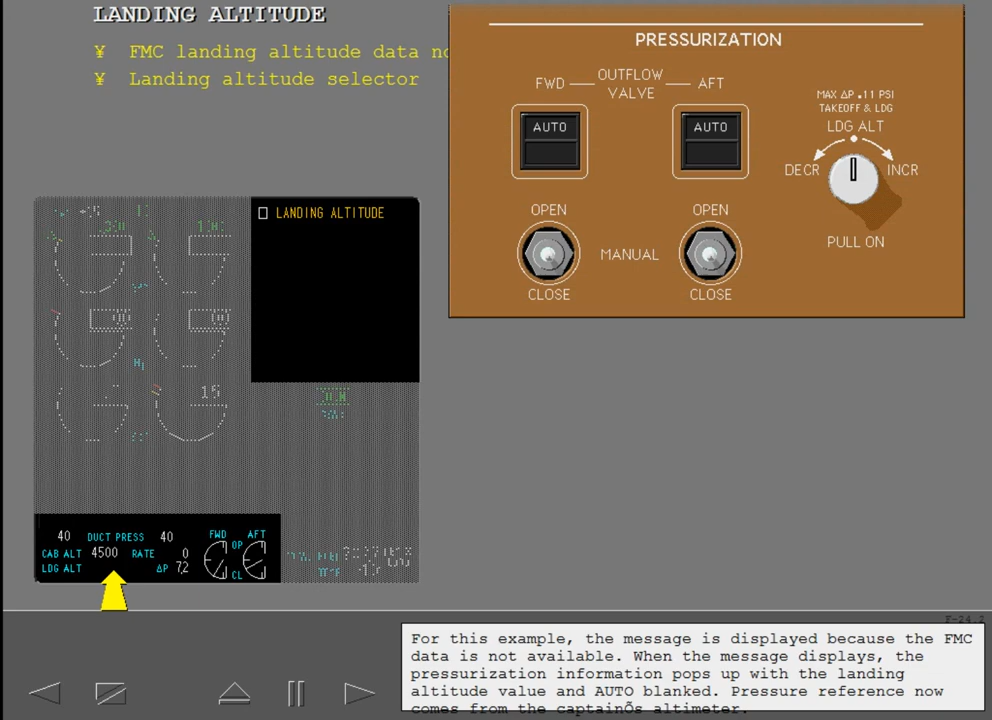 LANDING ALTITUDE
¥ FMC landing altitude data
¥ Landing altitude selector
PRESSURIZATION
OUTFLOW
FWD AFT
VALVE
MAX ΔP .11 PSI
TAKEOFF & LDG
LDG ALT
AUTO
AUTO
DECR
INCR
OPEN
OPEN
PULL ON
MANUAL
CLOSE
CLOSE
LANDING ALTITUDE
15
40 DUCT PRESS 40
FWD AFT
OP
CAB ALT 4500 RATE 0
LDG ALT ΔP 7.2
CL
For this example, the message is displayed because the FMC
data is not available. When the message displays, the
pressurization information pops up with the landing
altitude value and AUTO blanked. Pressure reference now
comes from the captainÕs altimeter.